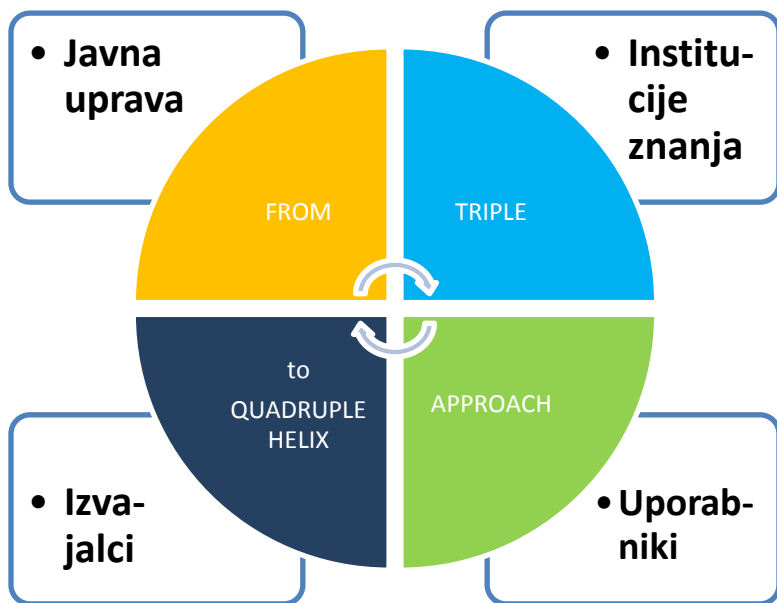 • Javna
uprava
• Institu-
cije
znanja
FROM
TRIPLE
to
QUADRUPLE
HELIX
APPROACH
• Izva-
jalci
• Uporab-
niki